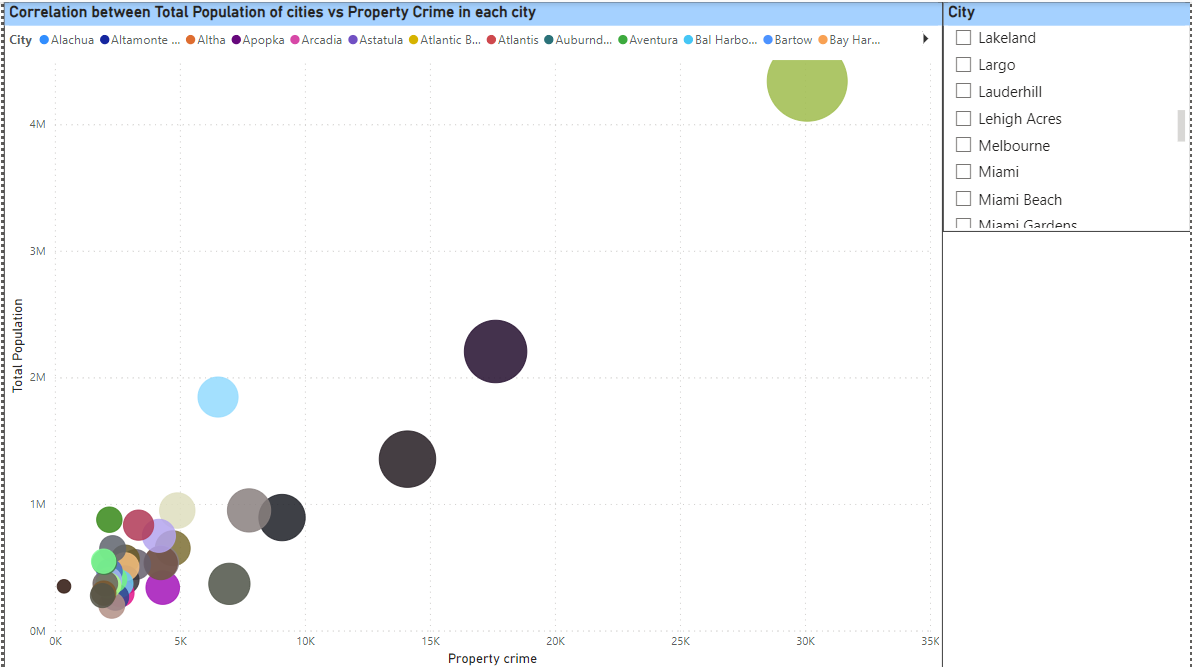 Correlation between Total Population of cities vs Property Crime in each city
City Alachua Altamonte ... Altha Apopka Arcadia Astatula Atlantic B... Atlantis Auburnd... Aventura Bal Harbo... Bartow Bay Har...
4M
3M
2M
1M
0M
Total Population
0K 5K 10K 15K 20K 25K 30K 35K
Property crime
City
Lakeland
Largo
Lauderhill
Lehigh Acres
Melbourne
Miami
Miami Beach
Miami Gardens